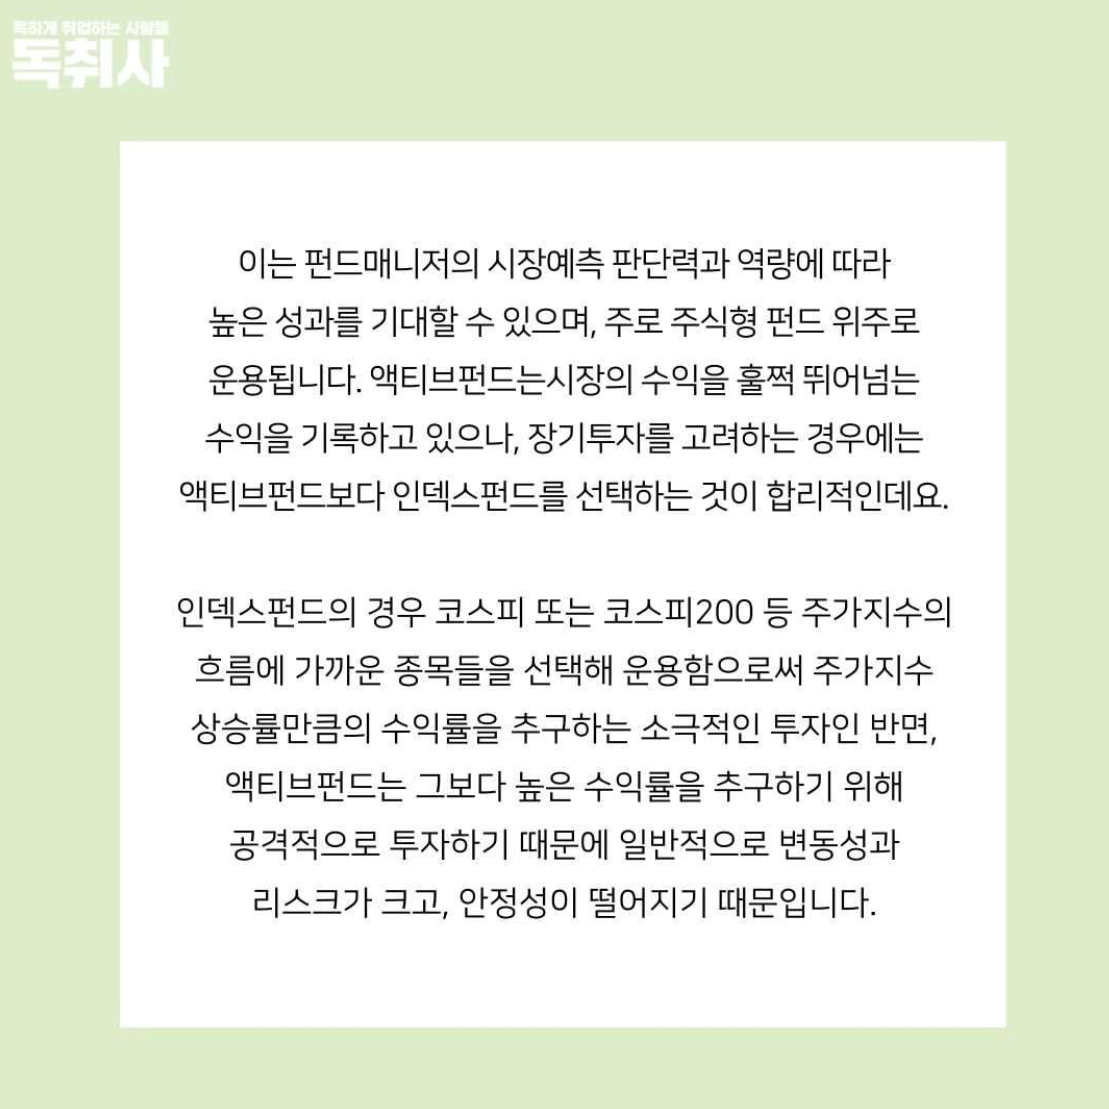 독하게 취업하는 사람들
독취사
이는 펀드매니저의 시장예측 판단력과 역량에 따라
높은 성과를 기대할 수 있으며, 주로 주식형 펀드 위주로
운용됩니다. 액티브펀드는시장의 수익을 훌쩍 뛰어넘는
수익을 기록하고 있으나, 장기투자를 고려하는 경우에는
액티브펀드보다 인덱스펀드를 선택하는 것이 합리적인데요.
인덱스펀드의 경우 코스피 또는 코스피200 등 주가지수의
흐름에 가까운 종목들을 선택해 운용함으로써 주가지수
상승률만큼의 수익률을 추구하는 소극적인 투자인 반면,
액티브펀드는 그보다 높은 수익률을 추구하기 위해
공격적으로 투자하기 때문에 일반적으로 변동성과
리스크가 크고, 안정성이 떨어지기 때문입니다.